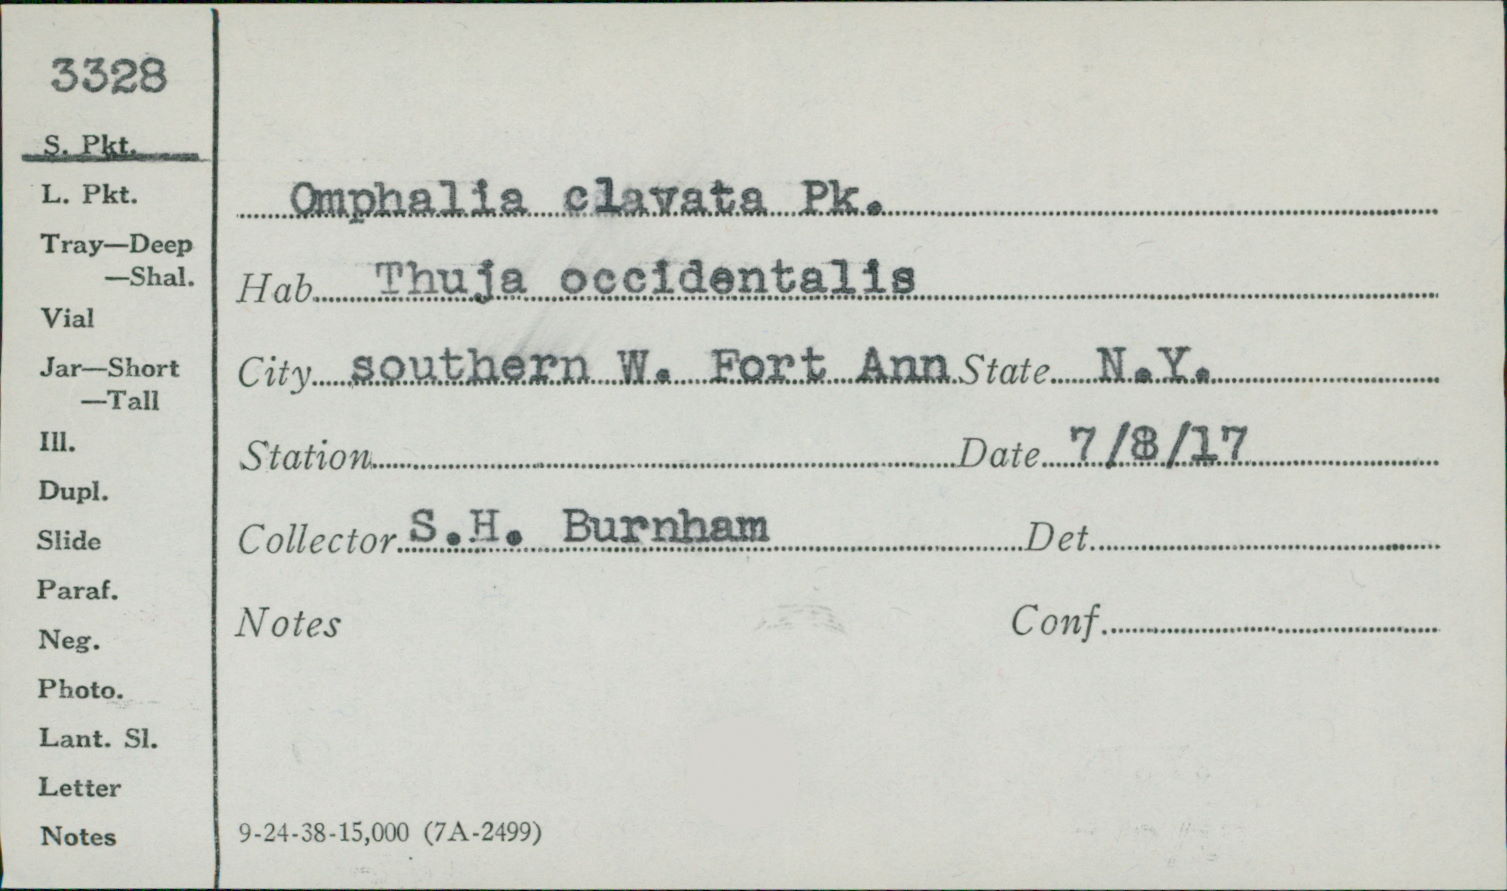 3328
S. Pkt.
L. Pkt.
Tray—Deep
—Shal.
Vial
Jar—Short
—Tall
Ill.
Dupl.
Slide
Paraf.
Neg.
Photo.
Lant. Sl.
Letter
Notes
Omphalia clavata Pk.
Hab. Thuja occidentalis
City southern W. Fort Ann State N.Y.
Station Date 7/8/17
Collector S.H. Burnham Det.
Notes Conf.
9-24-38-15,000 (7A-2499)